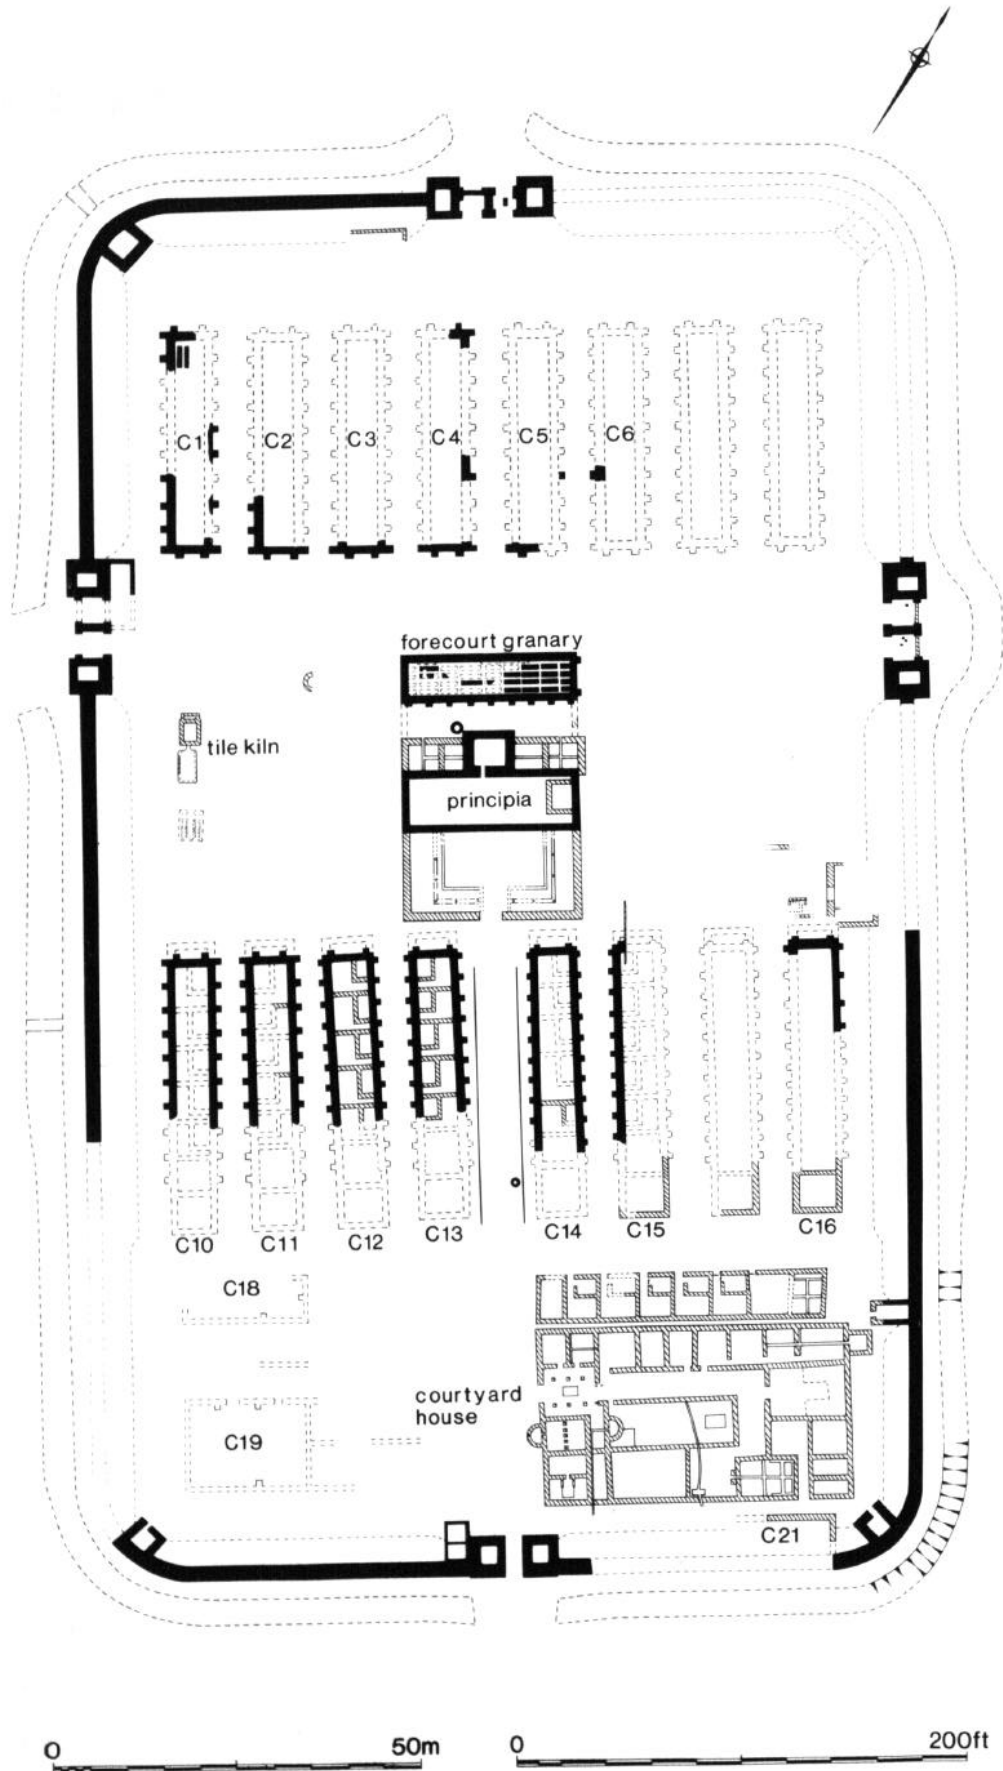 C1
C2
C3
C4
C5
C6
forecourt granary
tile kiln
principia
C10
C11
C12
C13
C14
C15
C16
C18
courtyard
house
C19
C21
0
50m
0
200ft